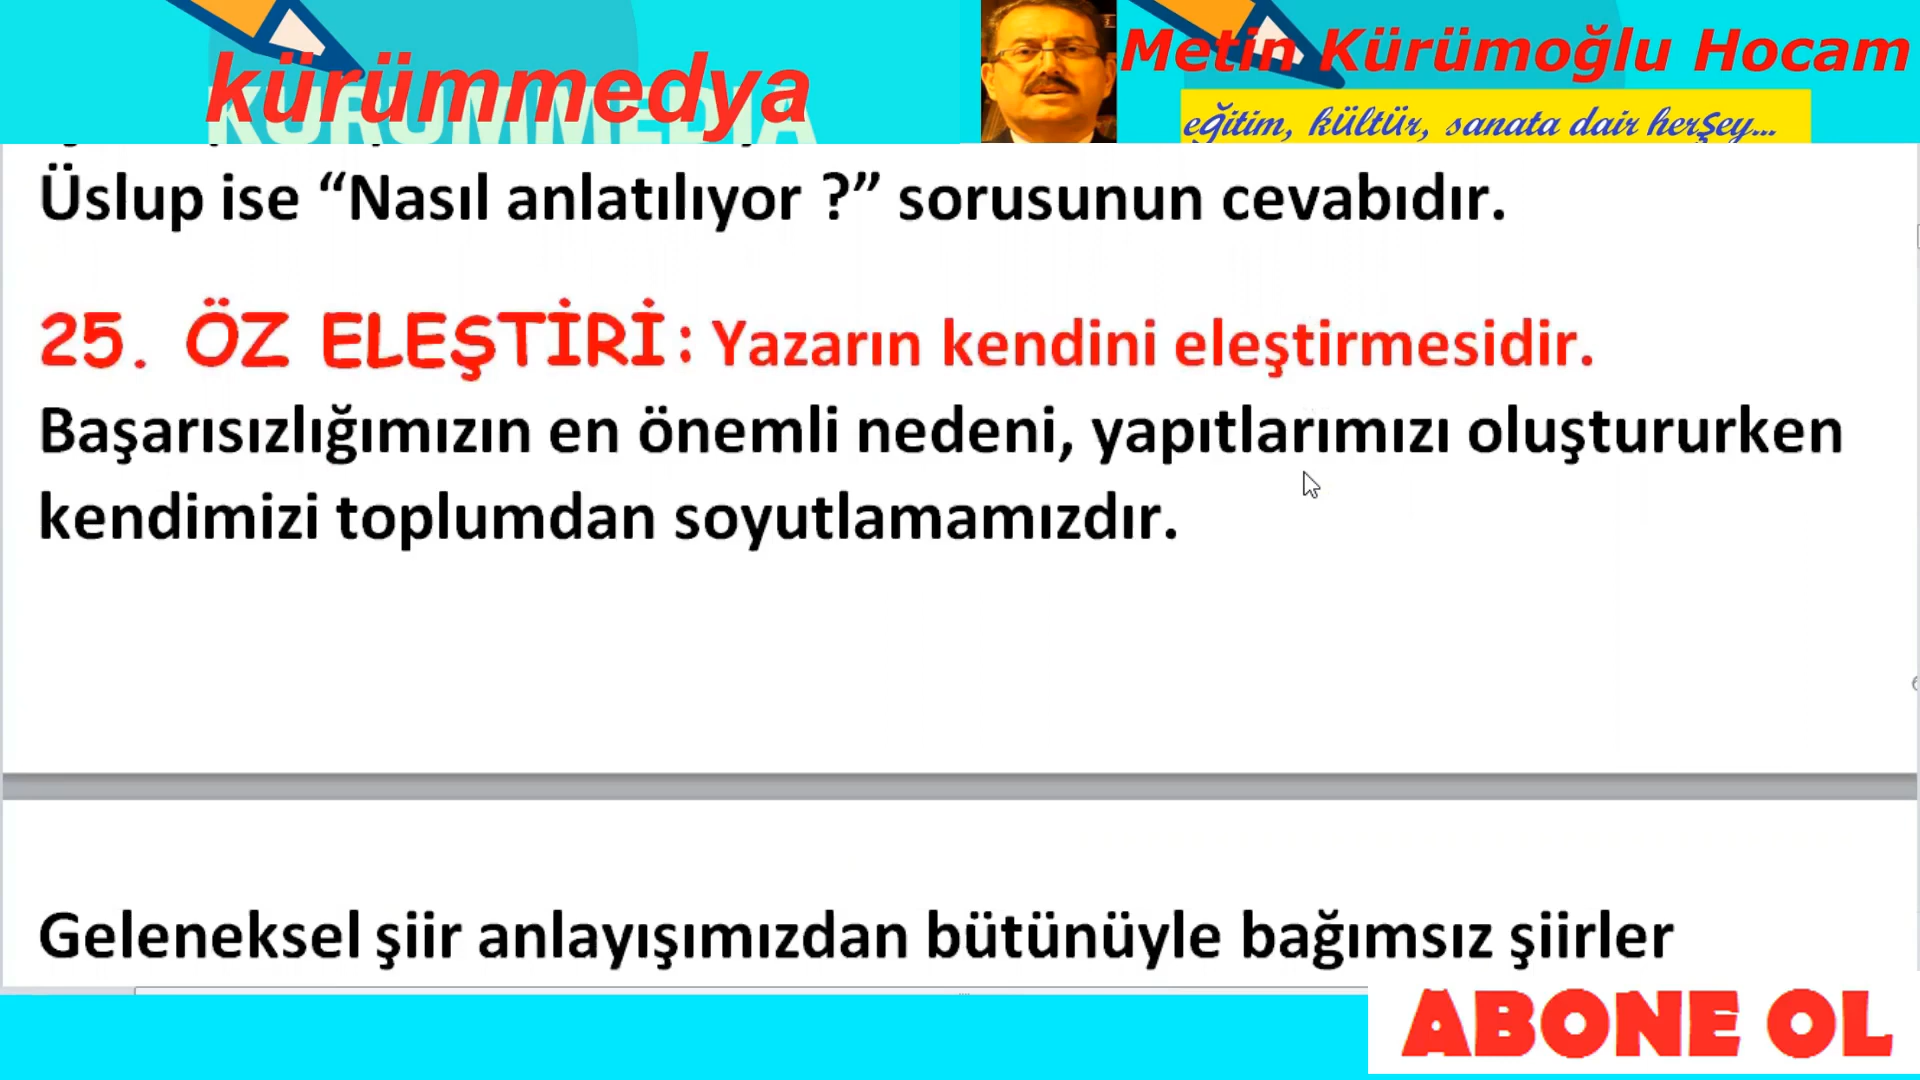 kürümmedya
KURUMMEDIA
Metin Kürümoğlu Hocam
eğitim, kültür, sanata dair herşey...
Üslup ise “Nasıl anlatılıyor ?” sorusunun cevabıdır.
25. ÖZ ELEŞTİRİ: Yazarın kendini eleştirmesidir.
Başarısızlığımızın en önemli nedeni, yapıtlarımızı oluştururken
kendimizi toplumdan soyutlamamızdır.
Geleneksel şiir anlayışımızdan bütünüyle bağımsız şiirler
ABONE OL